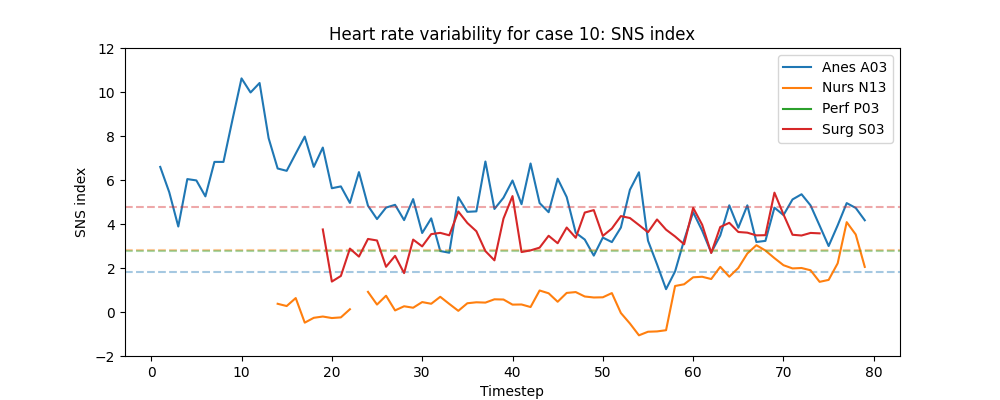 Heart rate variability for case 10: SNS index
12
10
8
6
4
2
0
−2
SNS index
0
10
20
30
40
50
60
70
80
Timestep
Anes A03
Nurs N13
Perf P03
Surg S03